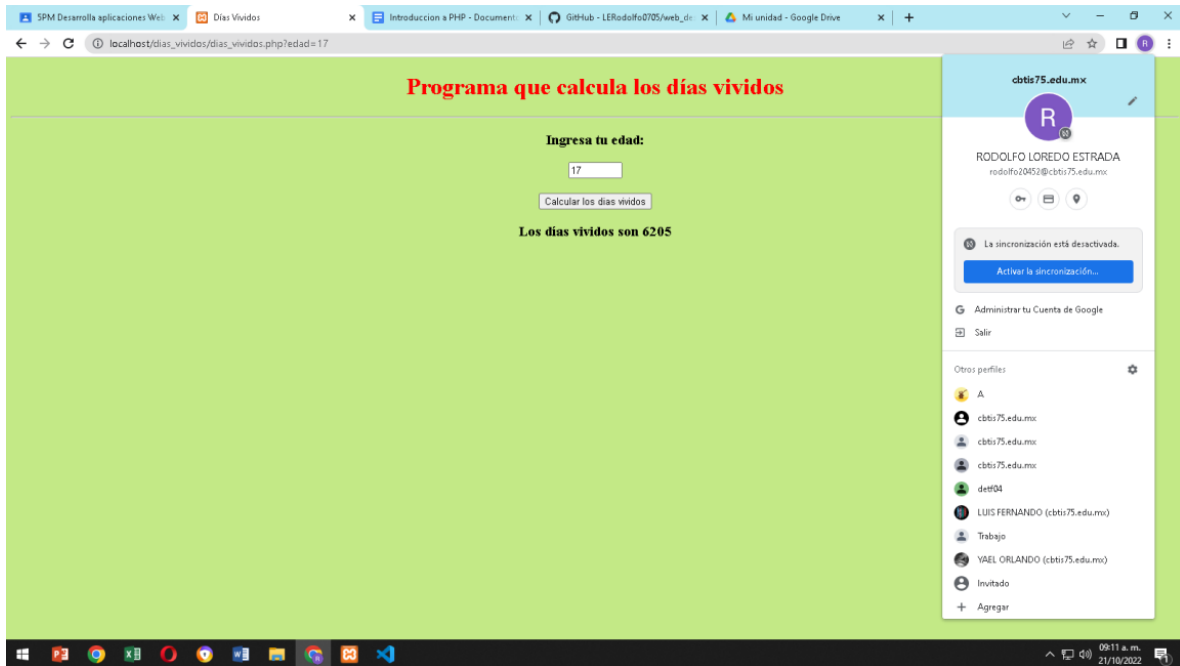 5PM Desarrolla aplicaciones Web
Días Vividos
Introduccion a PHP - Documento
GitHub - LERodolfo0705/web_de
Mi unidad - Google Drive
localhost/dias_vividos/dias_vividos.php?edad=17
R
Programa que calcula los días vividos
Ingresa tu edad:
17
Calcular los dias vividos
Los dias vividos son 6205
cbtis75.edu.mx
R
RODOLFO LOREDO ESTRADA
rodolfo20452@cbtis75.edu.mx
La sincronización está desactivada.
Activar la sincronización...
G Administrar tu Cuenta de Google
Salir
Otros perfiles
A
cbtis75.edu.mx
cbtis75.edu.mx
cbtis75.edu.mx
detf04
LUIS FERNANDO (cbtis75.edu.mx)
Trabajo
YAEL ORLANDO (cbtis75.edu.mx)
Invitado
+ Agregar
09:11 a. m.
21/10/2022